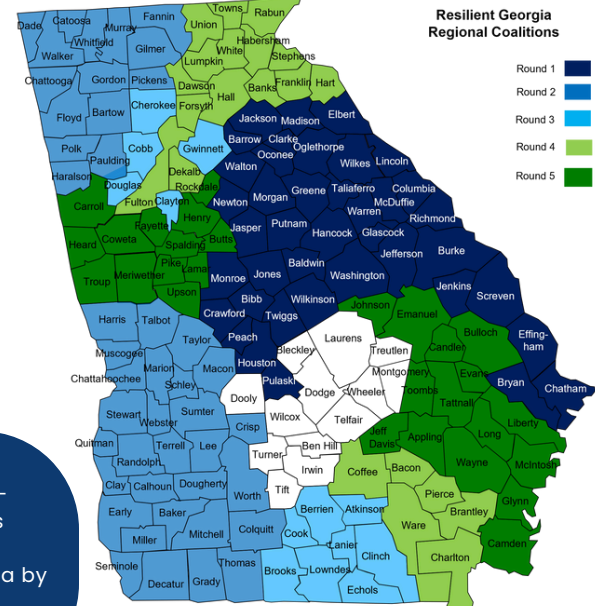 Resilient Georgia
Regional Coalitions
Round 1
Round 2
Round 3
Round 4
Round 5
Towns
Rabun
Fannin
Union
Dade
Catoosa
Murray
Whitfield
Gilmer
White
Habersham
Stephens
Walker
Lumpkin
Chattooga
Gordon
Pickens
Dawson
Banks
Franklin
Hart
Cherokee
Forsyth
Hall
Floyd
Bartow
Jackson
Madison
Elbert
Polk
Paulding
Cobb
Gwinnett
Barrow
Clarke
Oglethorpe
Oconee
Haralson
Douglas
Dekalb
Walton
Wilkes
Lincoln
Rockdale
Carroll
Fulton
Clayton
Newton
Morgan
Greene
Taliaferro
Columbia
McDuffie
Warren
Henry
Fayette
Richmond
Heard
Coweta
Spalding
Butts
Jasper
Putnam
Hancock
Glascock
Jefferson
Burke
Troup
Meriwether
Pike
Lamar
Monroe
Jones
Baldwin
Washington
Upson
Jenkins
Screven
Harris
Talbot
Crawford
Bibb
Wilkinson
Twiggs
Johnson
Emanuel
Taylor
Peach
Laurens
Bulloch
Effing-
ham
Muscogee
Bleckley
Treutlen
Candler
Chattahoochee
Marion
Macon
Houston
Pulaski
Schley
Dooly
Dodge
Wheeler
Montgomery
Toombs
Evans
Tattnall
Bryan
Chatham
Stewart
Webster
Sumter
Crisp
Wilcox
Telfair
Liberty
Quitman
Terrell
Lee
Turner
Ben Hill
Jeff
Davis
Appling
Long
Randolph
Irwin
Coffee
Bacon
Wayne
McIntosh
Clay
Calhoun
Dougherty
Worth
Tift
Pierce
Early
Baker
Berrien
Atkinson
Brantley
Glynn
Miller
Mitchell
Colquitt
Cook
Ware
Camden
Lanier
Clinch
Charlton
Seminole
Decatur
Grady
Thomas
Brooks
Lowndes
Echols
–
s
a by